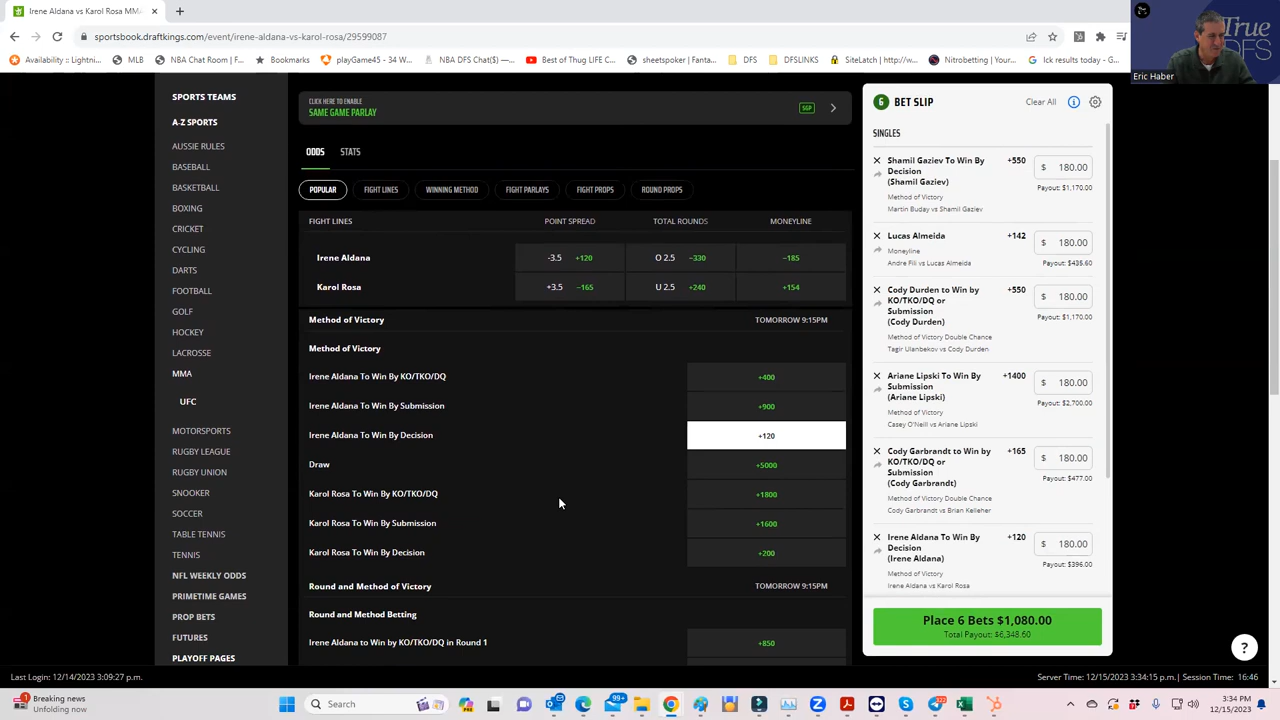 Irene Aldana vs Karol Rosa MM
sportsbook.draftkings.com/event/irene-aldana-vs-karol-rosa/29599087
Availability :: Lightni...
MLB
NBA Chat Room | F...
Bookmarks
playGame45 - 34 W...
NBA DFS Chat($) —...
Best of Thug LIFE C...
sheetspoker | Fanta...
DFS
DFSLINKS
SiteLatch | http://w...
Nitrobetting | Your...
Ick results today - G...
True
DFS
Eric Haber
SPORTS TEAMS
A-Z SPORTS
AUSSIE RULES
BASEBALL
BASKETBALL
BOXING
CRICKET
CYCLING
DARTS
FOOTBALL
GOLF
HOCKEY
LACROSSE
MMA
UFC
MOTORSPORTS
RUGBY LEAGUE
RUGBY UNION
SNOOKER
SOCCER
TABLE TENNIS
TENNIS
NFL WEEKLY ODDS
PRIMETIME GAMES
PROP BETS
FUTURES
PLAYOFF PAGES
CLICK HERE TO ENABLE
SAME GAME PARLAY
SGP
ODDS STATS
POPULAR FIGHT LINES WINNING METHOD FIGHT PARLAYS FIGHT PROPS ROUND PROPS
FIGHT LINES POINT SPREAD TOTAL ROUNDS MONEYLINE
Irene Aldana -3.5 +120 O 2.5 −330 −185
Karol Rosa +3.5 −165 U 2.5 +240 +154
Method of Victory TOMORROW 9:15PM
Method of Victory
Irene Aldana To Win By KO/TKO/DQ +400
Irene Aldana To Win By Submission +900
Irene Aldana To Win By Decision +120
Draw +5000
Karol Rosa To Win By KO/TKO/DQ +1800
Karol Rosa To Win By Submission +1600
Karol Rosa To Win By Decision +200
Round and Method of Victory TOMORROW 9:15PM
Round and Method Betting
Irene Aldana to Win by KO/TKO/DQ in Round 1 +850
6 BET SLIP Clear All
SINGLES
Shamil Gaziev To Win By +550 $ 180.00
Decision
(Shamil Gaziev) Payout: $1,170.00
Method of Victory
Martin Buday vs Shamil Gaziev
Lucas Almeida +142 $ 180.00
Moneyline
Andre Fili vs Lucas Almeida Payout: $435.60
Cody Durden to Win by +550 $ 180.00
KO/TKO/DQ or
Submission Payout: $1,170.00
(Cody Durden)
Method of Victory Double Chance
Tagir Ulanbekov vs Cody Durden
Ariane Lipski To Win By +1400 $ 180.00
Submission
(Ariane Lipski) Payout: $2,700.00
Method of Victory
Casey O'Neill vs Ariane Lipski
Cody Garbrandt to Win by +165 $ 180.00
KO/TKO/DQ or
Submission Payout: $477.00
(Cody Garbrandt)
Method of Victory Double Chance
Cody Garbrandt vs Brian Kelleher
Irene Aldana To Win By +120 $ 180.00
Decision
(Irene Aldana) Payout: $396.00
Method of Victory
Irene Aldana vs Karol Rosa
Place 6 Bets $1,080.00
Total Payout: $6,348.60
?
Last Login: 12/14/2023 3:09:27 p.m. Server Time: 12/15/2023 3:34:15 p.m. Session Time: 16:46
1
Breaking news
Unfolding now
Search
99+
3:34 PM
12/15/2023